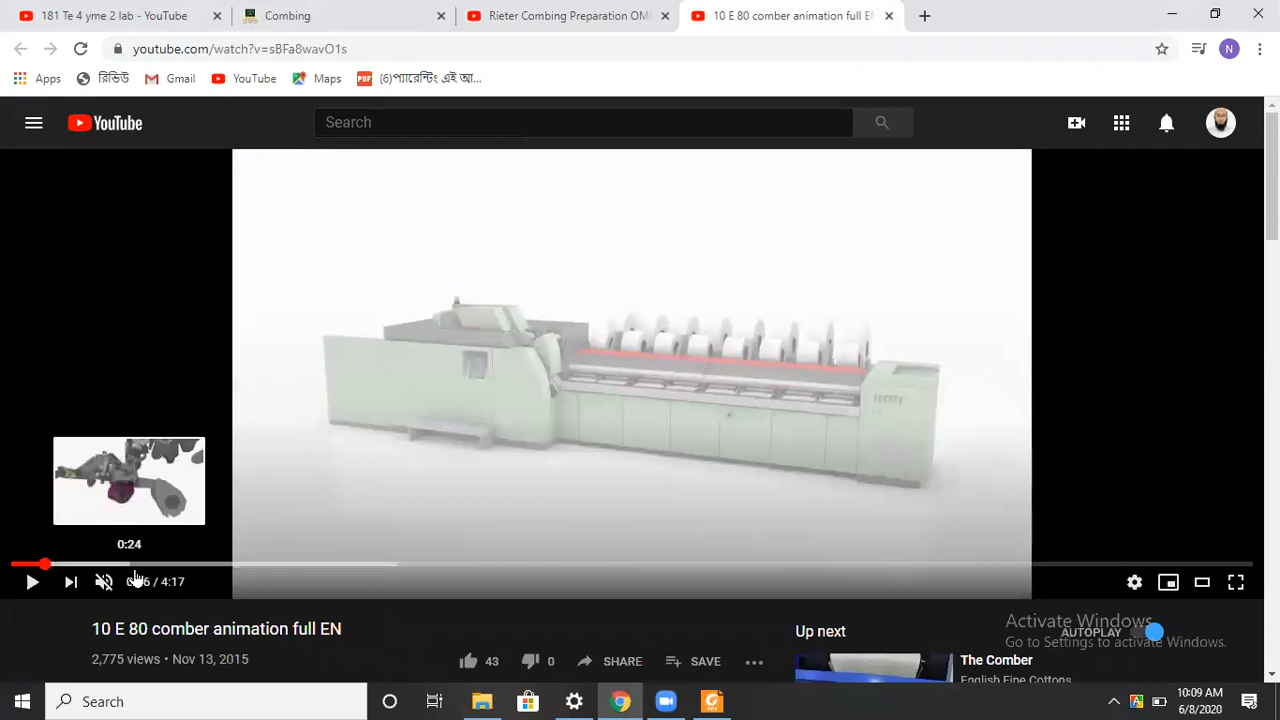 181 Te 4 yme 2 lab - YouTube
Combing
Rieter Combing Preparation OM
10 E 80 comber animation full EN
youtube.com/watch?v=sBFa8wavO1s
N
Apps
রিভিউ
Gmail
YouTube
Maps
PDF
(6)প্যারেন্টিং এই আ...
YouTube
Search
0:24
/ 4:17
10 E 80 comber animation full EN
2,775 views • Nov 13, 2015
43
0
SHARE
SAVE
Up next
AUTOPLAY
Activate Windows
Go to Settings to activate Windows.
The Comber
English Fine Cottons
Search
10:09 AM
6/8/2020